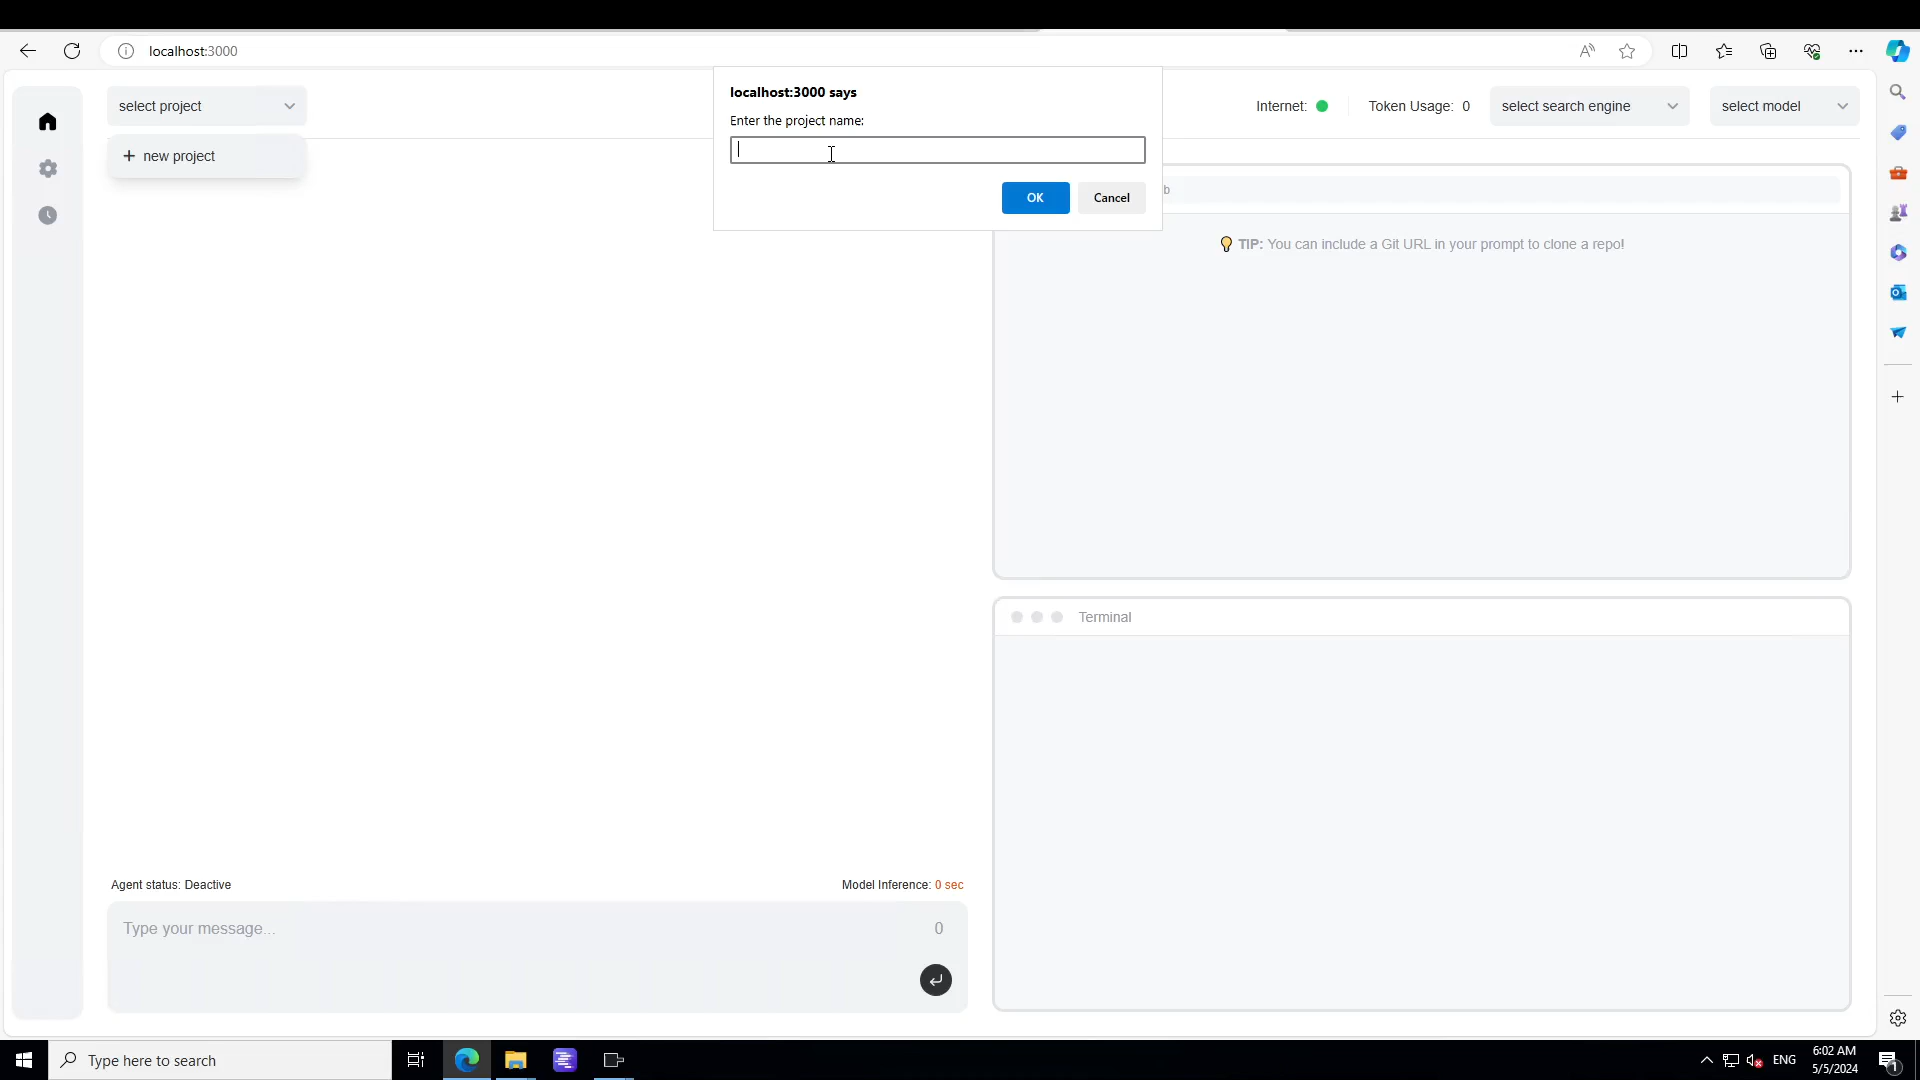 localhost:3000
select project
+ new project
localhost:3000 says
Enter the project name:
OK
Cancel
Internet:
Token Usage: 0
select search engine
select model
TIP: You can include a Git URL in your prompt to clone a repo!
Terminal
Agent status: Deactive
Model Inference: 0 sec
Type your message...
0
Type here to search
ENG
6:02 AM
5/5/2024
1